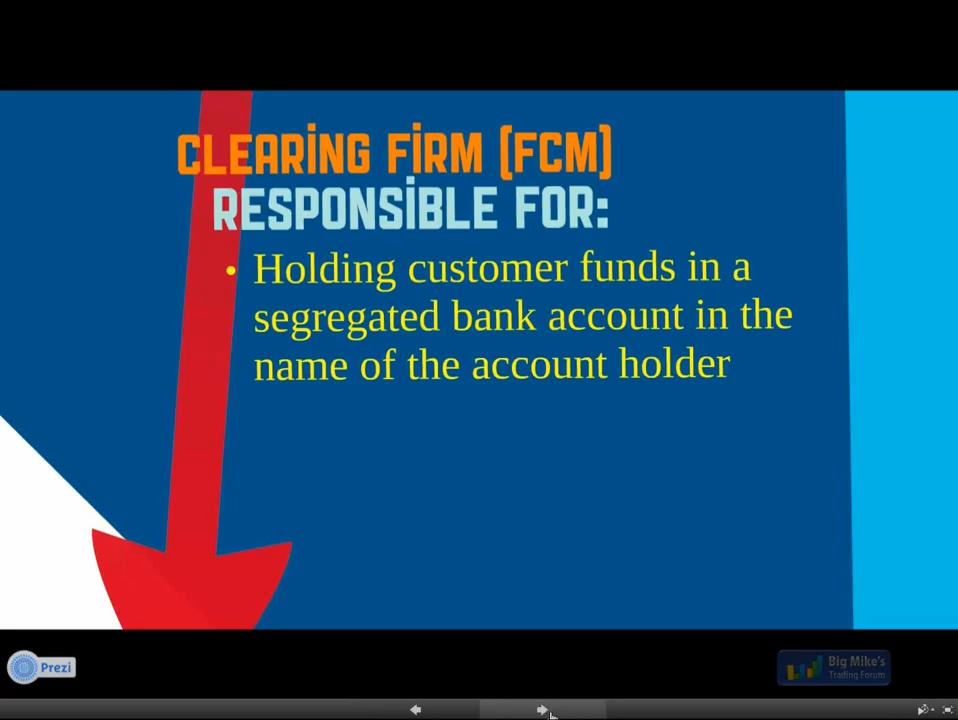 CLEARING FIRM (FCM)
RESPONSIBLE FOR:
• Holding customer funds in a
segregated bank account in the
name of the account holder
Prezi
Big Mike's
Trading Forum